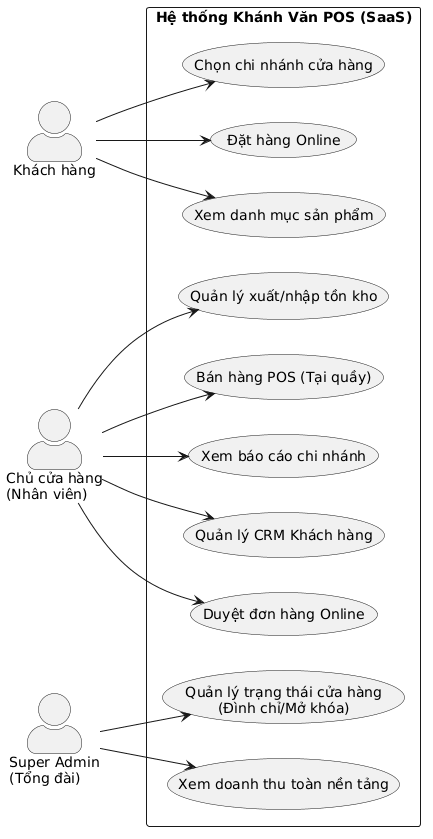 Hệ thống Khánh Văn POS (SaaS)
Chọn chi nhánh cửa hàng
Đặt hàng Online
Khách hàng
Xem danh mục sản phẩm
Quản lý xuất/nhập tồn kho
Bán hàng POS (Tại quầy)
Xem báo cáo chi nhánh
Chủ cửa hàng
(Nhân viên)
Quản lý CRM Khách hàng
Duyệt đơn hàng Online
Quản lý trạng thái cửa hàng
(Đình chỉ/Mở khóa)
Super Admin
(Tổng đài)
Xem doanh thu toàn nền tảng